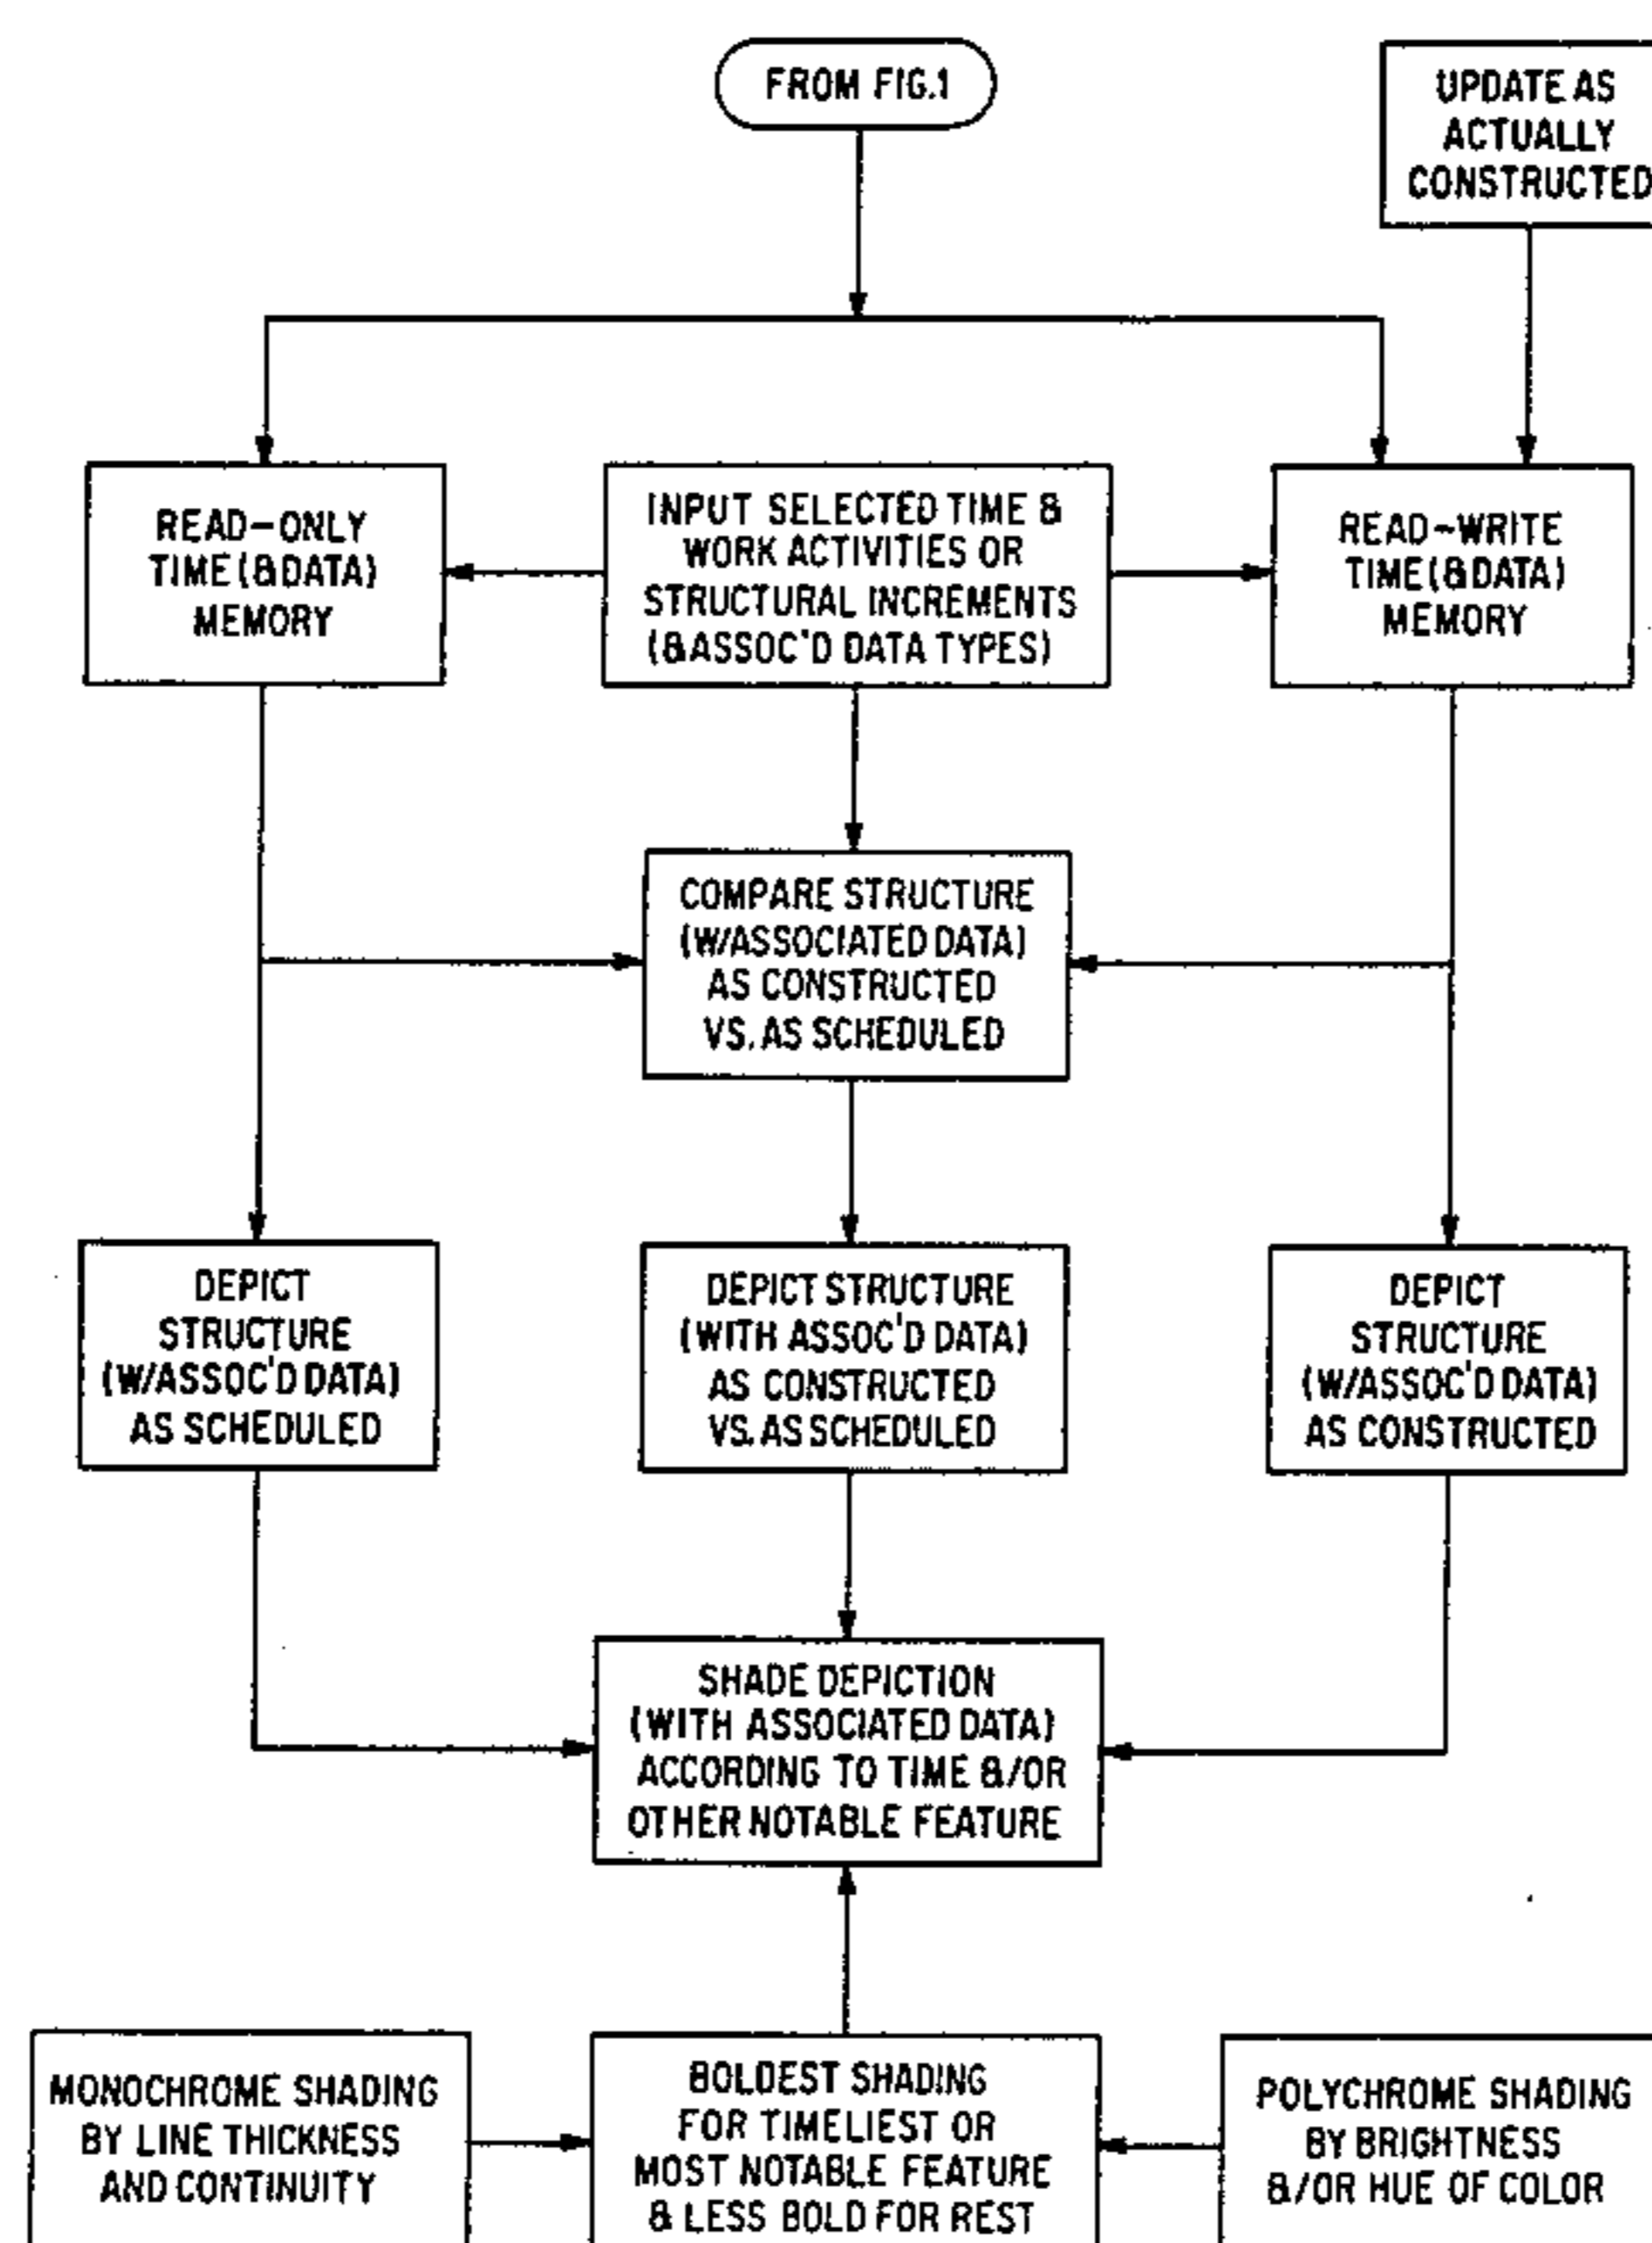 FROM FIG.1
UPDATE AS
ACTUALLY
CONSTRUCTED
READ-ONLY
TIME (& DATA)
MEMORY
INPUT SELECTED TIME &
WORK ACTIVITIES OR
STRUCTURAL INCREMENTS
(& ASSOC'D DATA TYPES)
READ-WRITE
TIME (& DATA)
MEMORY
COMPARE STRUCTURE
(W/ASSOCIATED DATA)
AS CONSTRUCTED
VS. AS SCHEDULED
DEPICT
STRUCTURE
(W/ASSOC'D DATA)
AS SCHEDULED
DEPICT STRUCTURE
(WITH ASSOC'D DATA)
AS CONSTRUCTED
VS. AS SCHEDULED
DEPICT
STRUCTURE
(W/ASSOC'D DATA)
AS CONSTRUCTED
SHADE DEPICTION
(WITH ASSOCIATED DATA)
ACCORDING TO TIME &/OR
OTHER NOTABLE FEATURE
MONOCHROME SHADING
BY LINE THICKNESS
AND CONTINUITY
BOLDEST SHADING
FOR TIMELIEST OR
MOST NOTABLE FEATURE
& LESS BOLD FOR REST
POLYCHROME SHADING
BY BRIGHTNESS
&/OR HUE OF COLOR